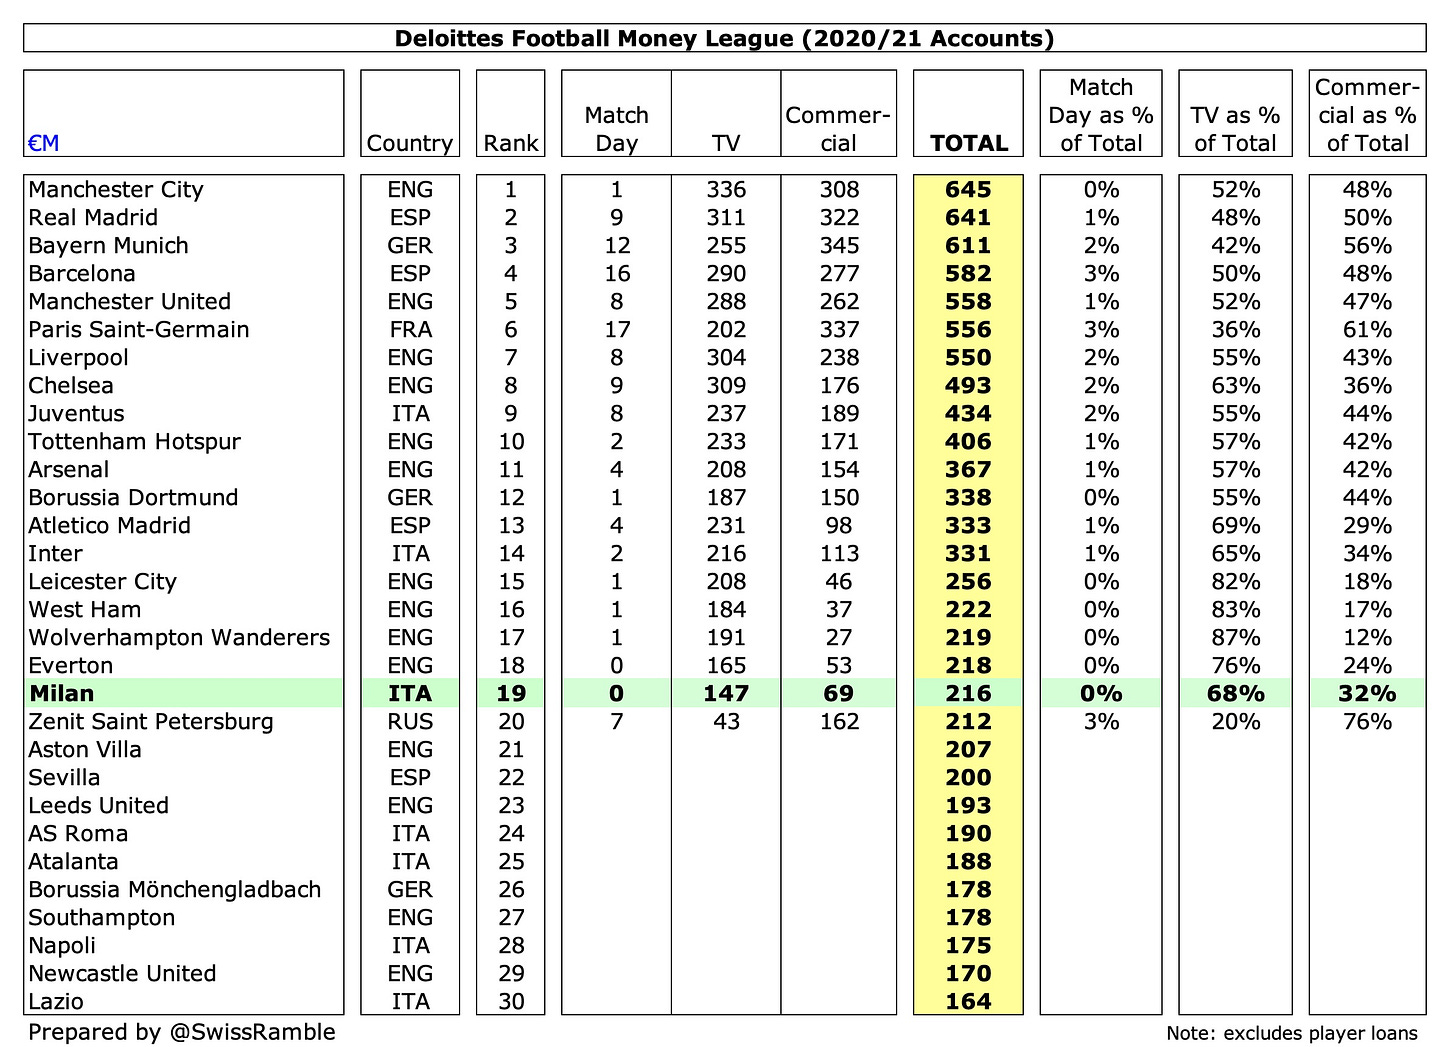 Deloittes Football Money League (2020/21 Accounts)
€M Country Rank Match Day TV Commer-cial TOTAL Match Day as % of Total TV as % of Total Commer-cial as % of Total
Manchester City ENG 1 1 336 308 645 0% 52% 48%
Real Madrid ESP 2 9 311 322 641 1% 48% 50%
Bayern Munich GER 3 12 255 345 611 2% 42% 56%
Barcelona ESP 4 16 290 277 582 3% 50% 48%
Manchester United ENG 5 8 288 262 558 1% 52% 47%
Paris Saint-Germain FRA 6 17 202 337 556 3% 36% 61%
Liverpool ENG 7 8 304 238 550 2% 55% 43%
Chelsea ENG 8 9 309 176 493 2% 63% 36%
Juventus ITA 9 8 237 189 434 2% 55% 44%
Tottenham Hotspur ENG 10 2 233 171 406 1% 57% 42%
Arsenal ENG 11 4 208 154 367 1% 57% 42%
Borussia Dortmund GER 12 1 187 150 338 0% 55% 44%
Atletico Madrid ESP 13 4 231 98 333 1% 69% 29%
Inter ITA 14 2 216 113 331 1% 65% 34%
Leicester City ENG 15 1 208 46 256 0% 82% 18%
West Ham ENG 16 1 184 37 222 0% 83% 17%
Wolverhampton Wanderers ENG 17 1 191 27 219 0% 87% 12%
Everton ENG 18 0 165 53 218 0% 76% 24%
Milan ITA 19 0 147 69 216 0% 68% 32%
Zenit Saint Petersburg RUS 20 7 43 162 212 3% 20% 76%
Aston Villa ENG 21 207
Sevilla ESP 22 200
Leeds United ENG 23 193
AS Roma ITA 24 190
Atalanta ITA 25 188
Borussia Mönchengladbach GER 26 178
Southampton ENG 27 178
Napoli ITA 28 175
Newcastle United ENG 29 170
Lazio ITA 30 164
Prepared by @SwissRamble Note: excludes player loans